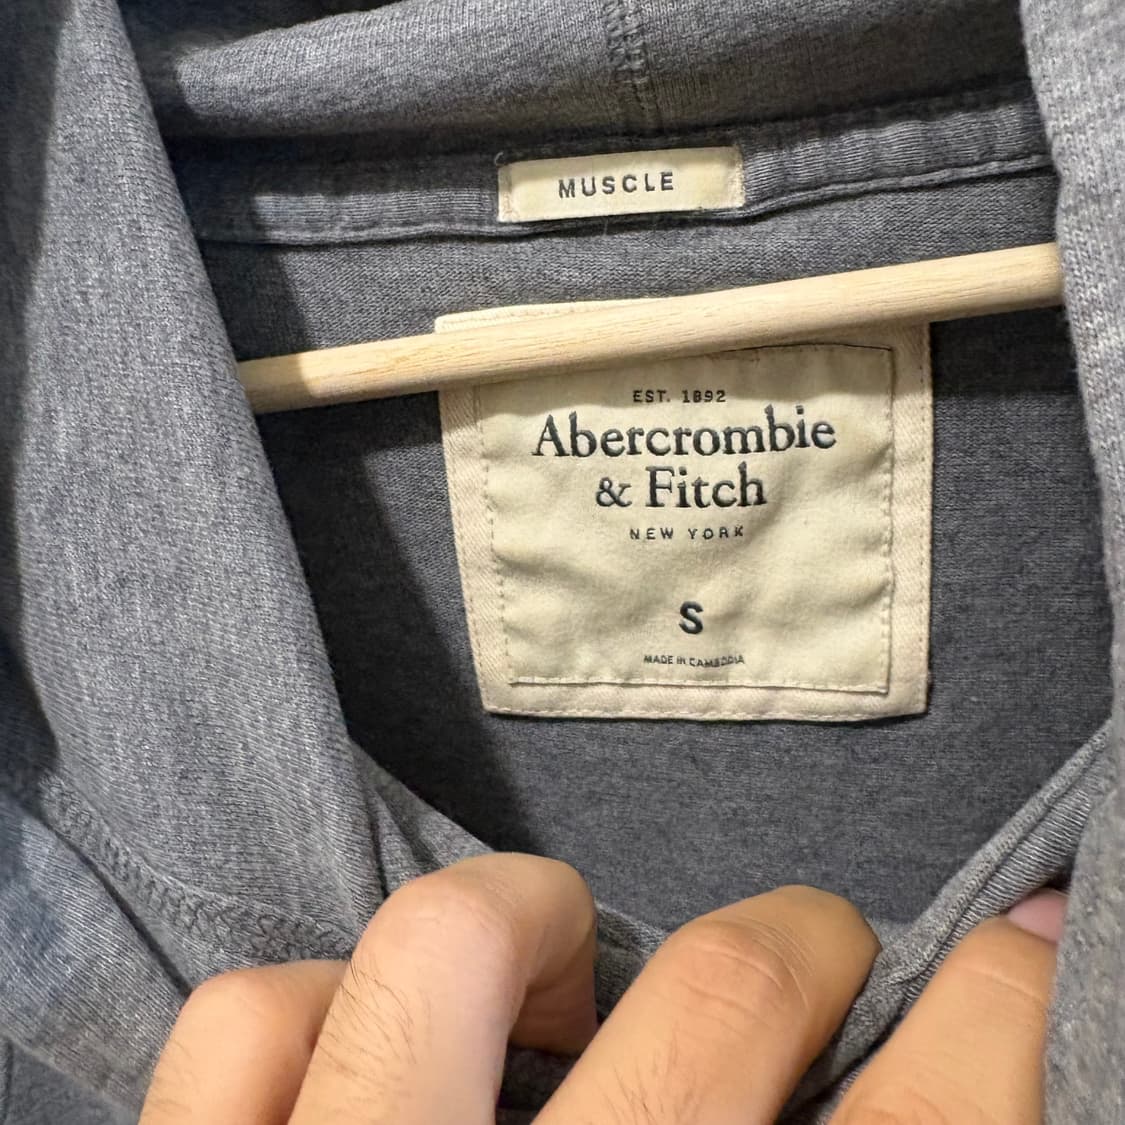 MUSCLE
EST. 1892
Abercrombie
& Fitch
NEW YORK
S
MADE IN CAMBODIA